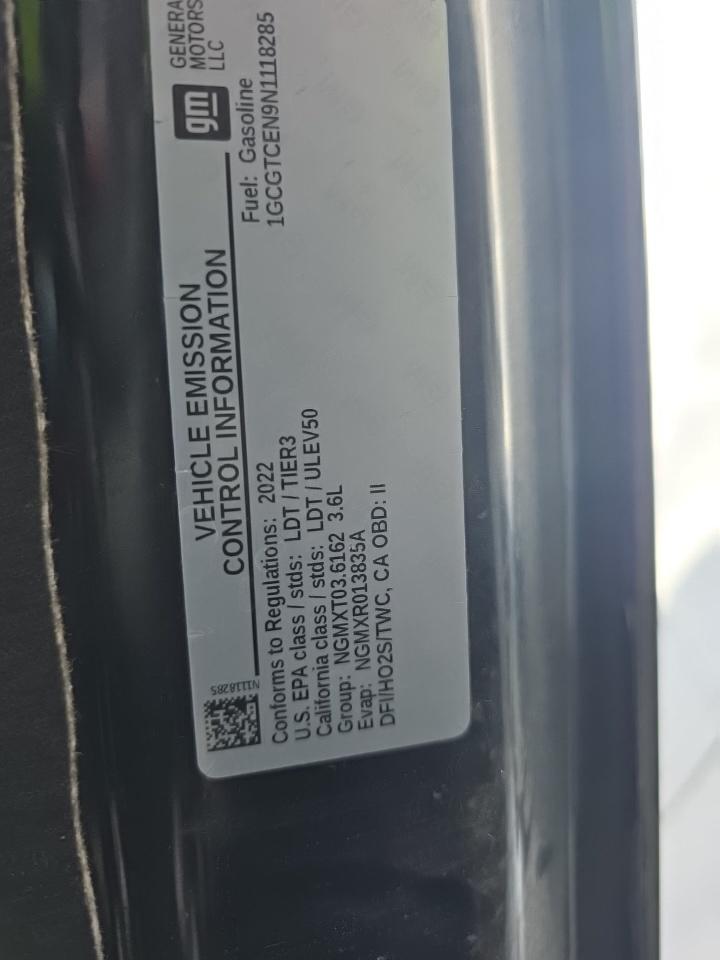 VEHICLE EMISSION
CONTROL INFORMATION
gm
GENERAL
MOTORS
LLC
Fuel: Gasoline
1GCGTCEN9N1118285
N1118285
Conforms to Regulations: 2022
U.S. EPA class / stds: LDT / TIER3
California class / stds: LDT / ULEV50
Group: NGMXT03.6162 3.6L
Evap: NGMXR013835A
DFI/HO2S/TWC, CA OBD: II